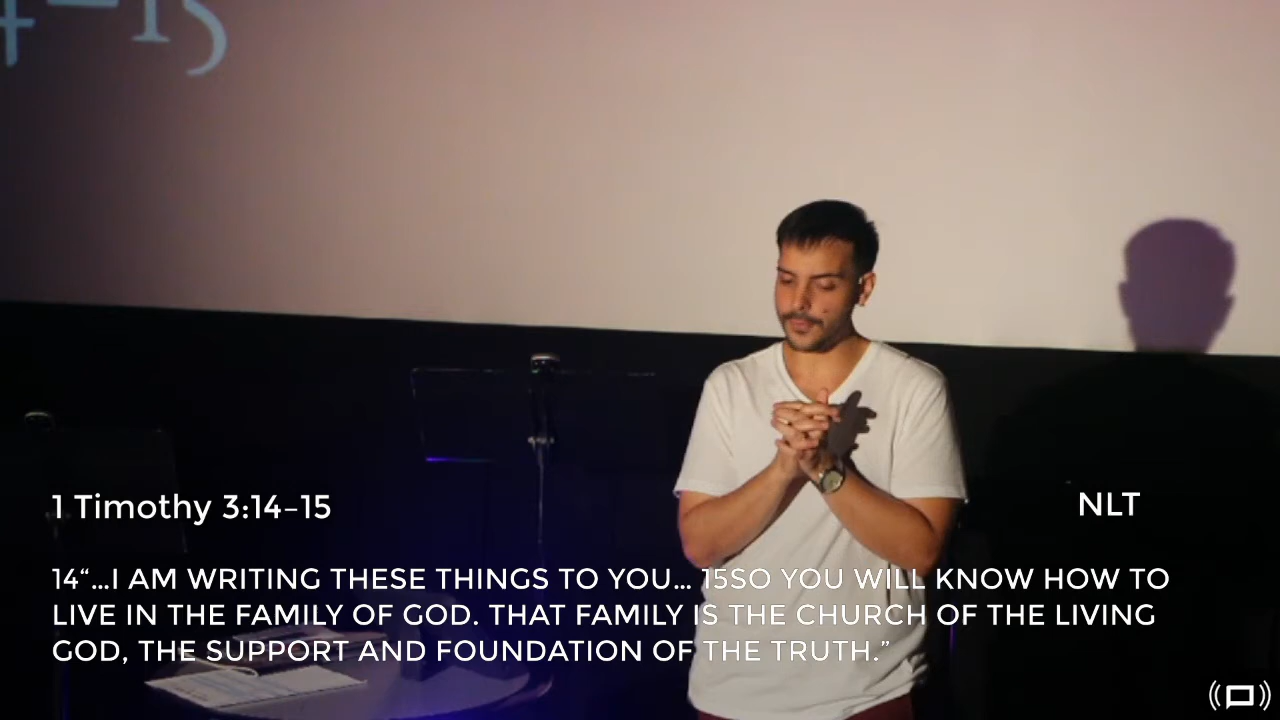 4–15
1 Timothy 3:14–15
NLT
14“...I AM WRITING THESE THINGS TO YOU... 15SO YOU WILL KNOW HOW TO
LIVE IN THE FAMILY OF GOD. THAT FAMILY IS THE CHURCH OF THE LIVING
GOD, THE SUPPORT AND FOUNDATION OF THE TRUTH.”